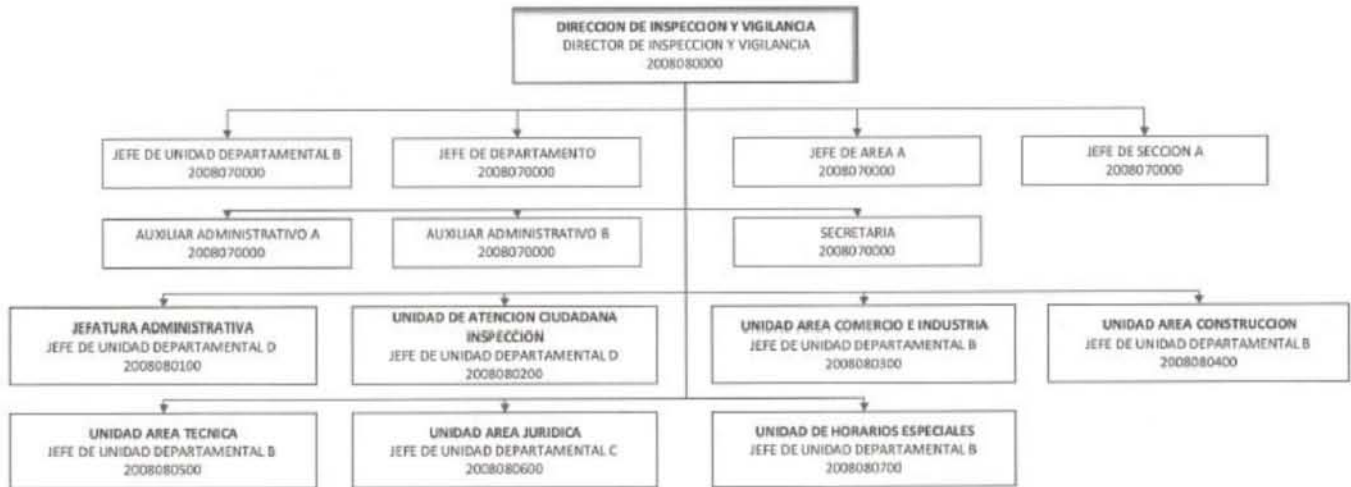 DIRECCION DE INSPECCION Y VIGILANCIA
DIRECTOR DE INSPECCION Y VIGILANCIA
2008080000
JEFE DE UNIDAD DEPARTAMENTAL B
2008070000
JEFE DE DEPARTAMENTO
2008070000
JEFE DE AREA A
2008070000
JEFE DE SECCION A
2008070000
AUXILIAR ADMINISTRATIVO A
2008070000
AUXILIAR ADMINISTRATIVO B
2008070000
SECRETARIA
2008070000
JEFATURA ADMINISTRATIVA
JEFE DE UNIDAD DEPARTAMENTAL D
2008080100
UNIDAD DE ATENCION CIUDADANA
INSPECCION
JEFE DE UNIDAD DEPARTAMENTAL D
2008080200
UNIDAD AREA COMERCIO E INDUSTRIA
JEFE DE UNIDAD DEPARTAMENTAL B
2008080300
UNIDAD AREA CONSTRUCCION
JEFE DE UNIDAD DEPARTAMENTAL B
2008080400
UNIDAD AREA TECNICA
JEFE DE UNIDAD DEPARTAMENTAL B
2008080500
UNIDAD AREA JURIDICA
JEFE DE UNIDAD DEPARTAMENTAL C
2008080600
UNIDAD DE HORARIOS ESPECIALES
JEFE DE UNIDAD DEPARTAMENTAL B
2008080700